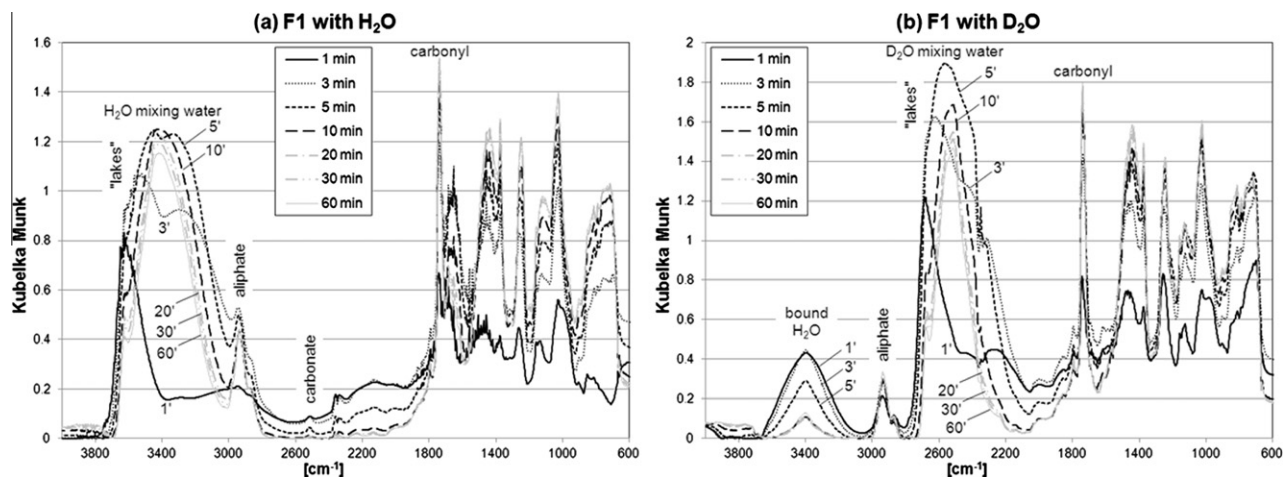 (a) F1 with H₂O
1.6
1.4
1.2
1
0.8
0.6
0.4
0.2
0
Kubelka Munk
3800
3400
3000
2600
2200
1800
1400
1000
600
[cm⁻¹]
1 min
3 min
5 min
10 min
20 min
30 min
60 min
H₂O mixing water
"lakes"
5'
10'
3'
20'
30'
60'
1'
aliphate
carbonate
carbonyl
(b) F1 with D₂O
2
1.8
1.6
1.4
1.2
1
0.8
0.6
0.4
0.2
0
Kubelka Munk
3800
3400
3000
2600
2200
1800
1400
1000
600
[cm⁻¹]
1 min
3 min
5 min
10 min
20 min
30 min
60 min
D₂O mixing water
"lakes"
5'
10'
3'
carbonyl
bound
H₂O
1'
3'
5'
aliphate
1'
20'
30'
60'